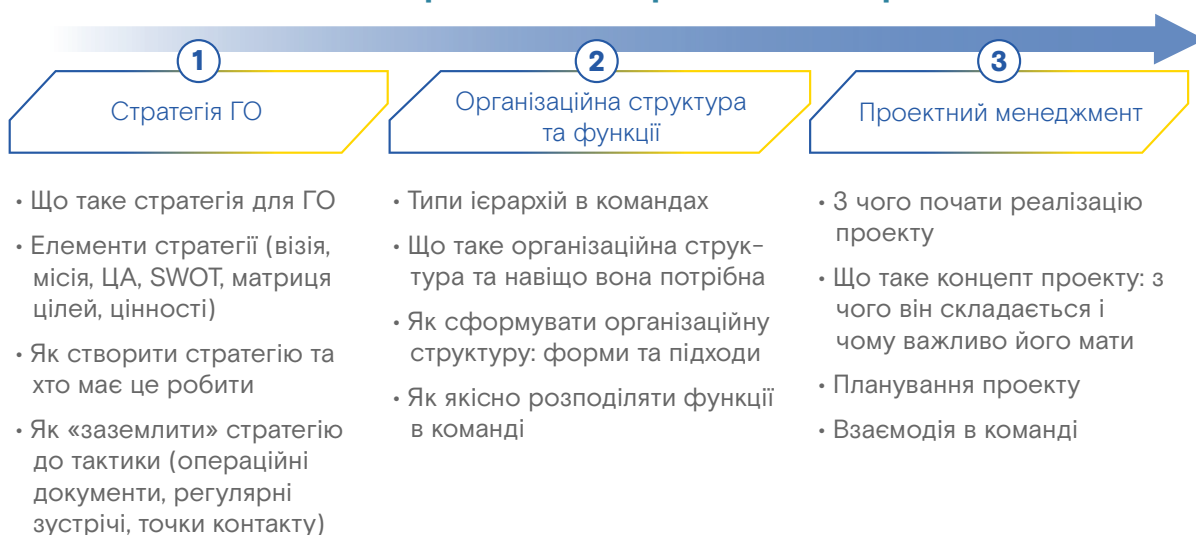 1
Стратегія ГО
• Що таке стратегія для ГО
• Елементи стратегії (візія,
місія, ЦА, SWOT, матриця
цілей, цінності)
• Як створити стратегію та
хто має це робити
• Як «заземлити» стратегію
до тактики (операційні
документи, регулярні
зустрічі, точки контакту)
2
Організаційна структура
та функції
• Типи ієрархій в командах
• Що таке організаційна струк-
тура та навіщо вона потрібна
• Як сформувати організаційну
структуру: форми та підходи
• Як якісно розподіляти функції
в команді
3
Проектний менеджмент
• З чого почати реалізацію
проекту
• Що таке концепт проекту: з
чого він складається і
чому важливо його мати
• Планування проекту
• Взаємодія в команді